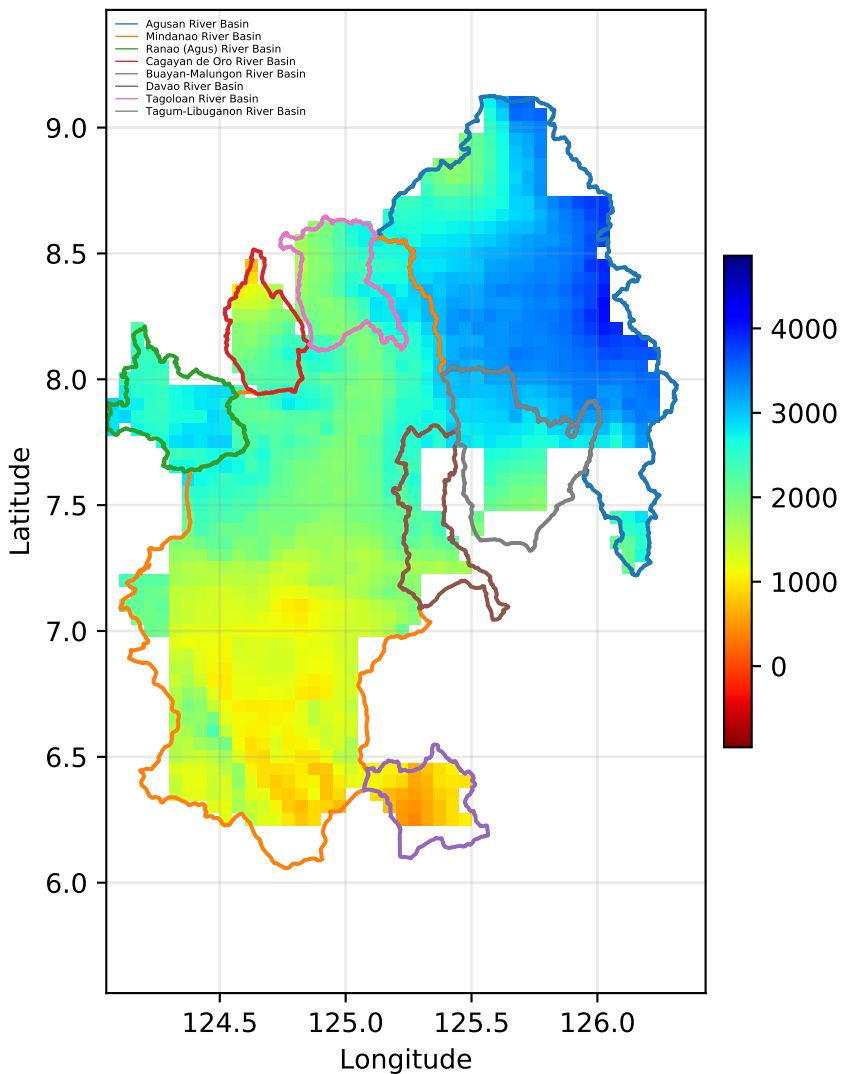 Agusan River Basin
Mindanao River Basin
Ranao (Agus) River Basin
Cagayan de Oro River Basin
Buayan-Malungon River Basin
Davao River Basin
Tagoloan River Basin
Tagum-Libuganon River Basin
9.0
8.5
8.0
7.5
7.0
6.5
6.0
Latitude
124.5 125.0 125.5 126.0
Longitude
4000
3000
2000
1000
0